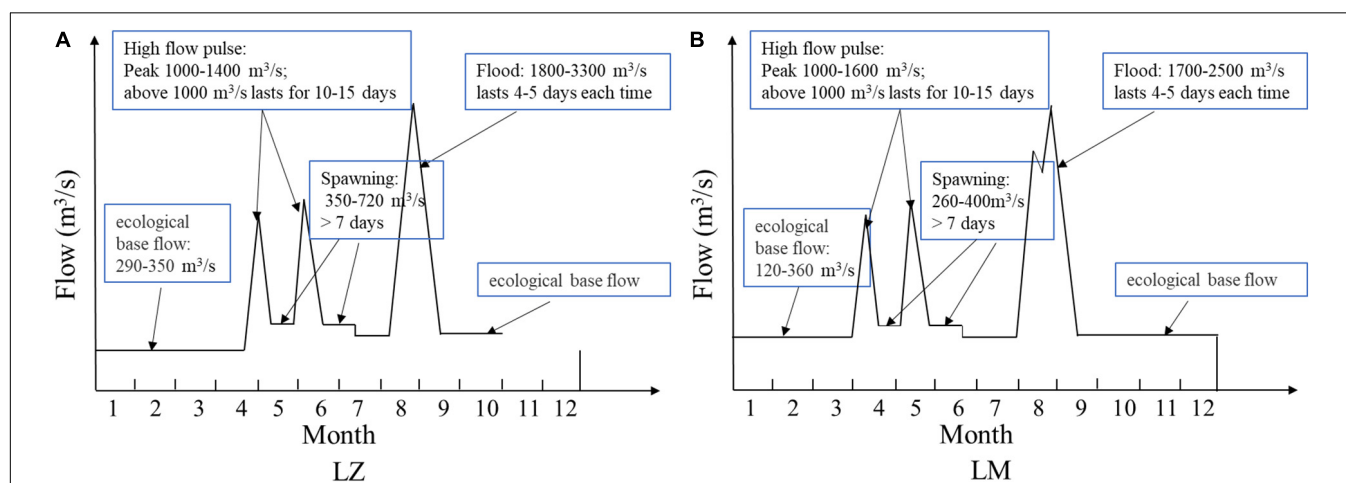 A
High flow pulse:
Peak 1000-1400 m³/s;
above 1000 m³/s lasts for 10-15 days
Flood: 1800-3300 m³/s
lasts 4-5 days each time
Spawning:
350-720 m³/s
> 7 days
ecological
base flow:
290-350 m³/s
ecological base flow
Flow (m³/s)
1 2 3 4 5 6 7 8 9 10 11 12
Month
LZ
B
High flow pulse:
Peak 1000-1600 m³/s;
above 1000 m³/s lasts for 10-15 days
Flood: 1700-2500 m³/s
lasts 4-5 days each time
Spawning:
260-400m³/s
> 7 days
ecological
base flow:
120-360 m³/s
ecological base flow
Flow (m³/s)
1 2 3 4 5 6 7 8 9 10 11 12
Month
LM